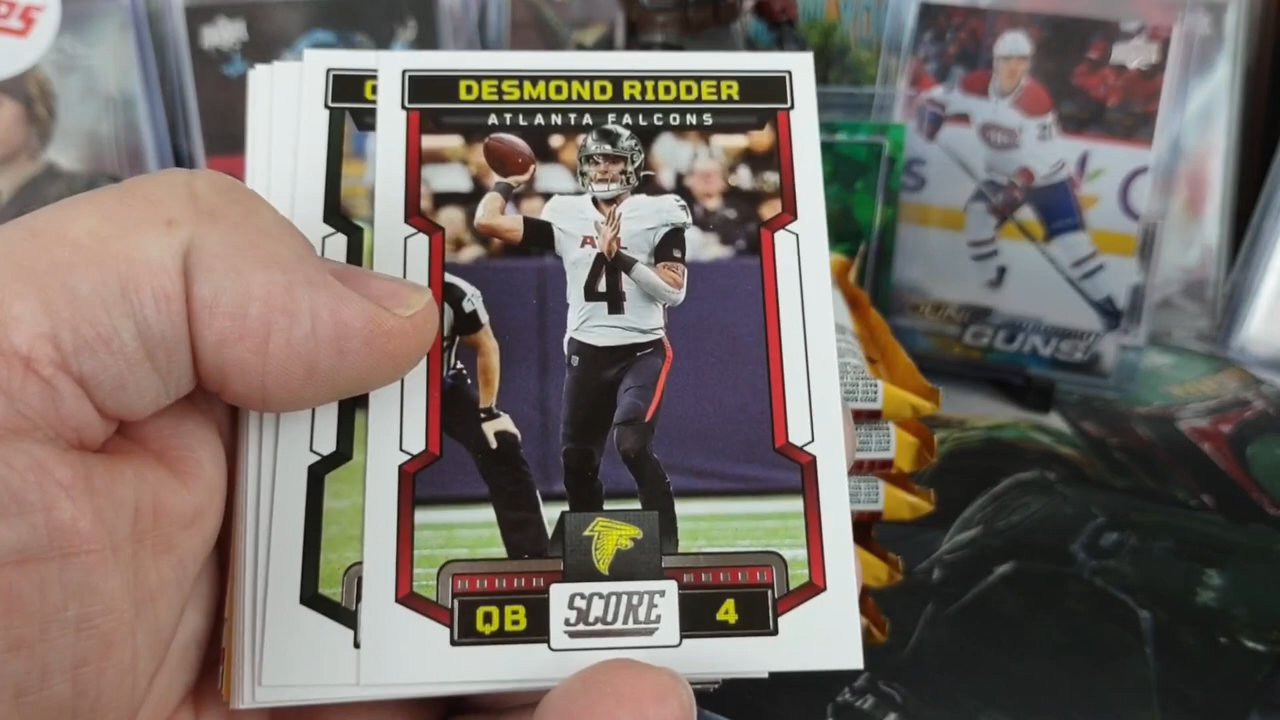 DESMOND RIDDER
ATLANTA FALCONS
ATL
4
QB
SCORE
4
GUNS